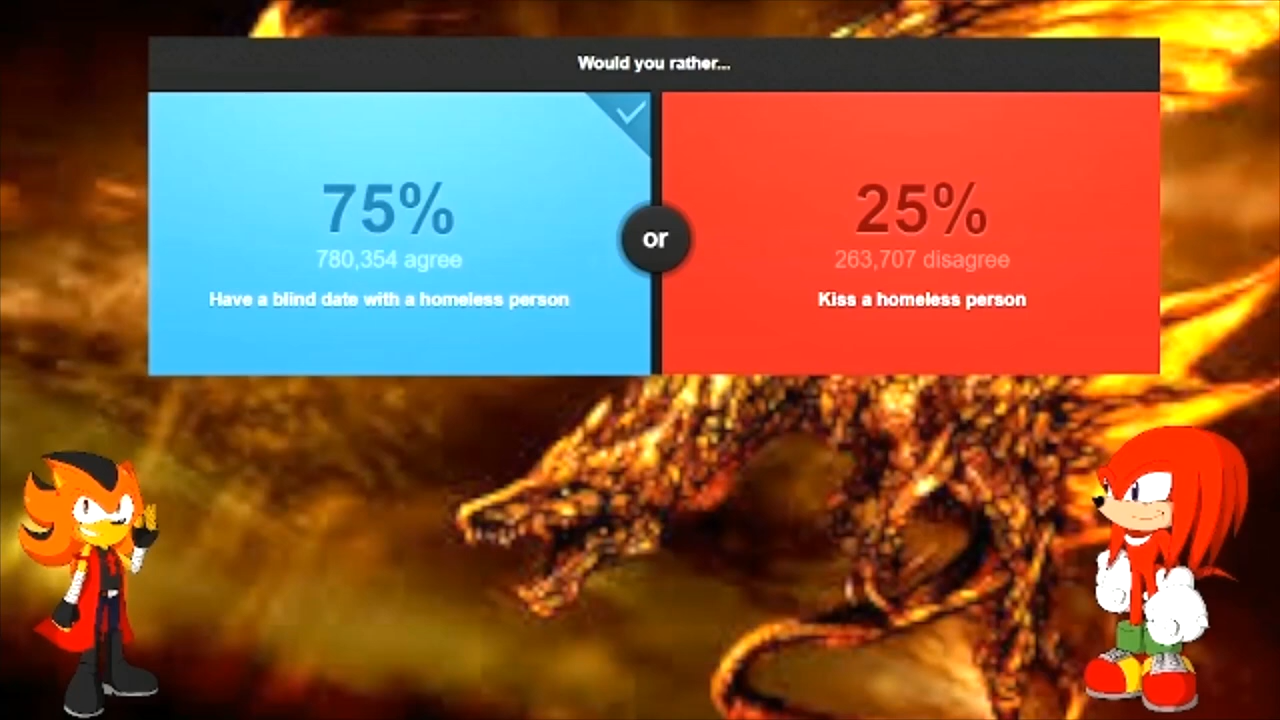 Would you rather...
75%
780,354 agree
Have a blind date with a homeless person
or
25%
263,707 disagree
Kiss a homeless person